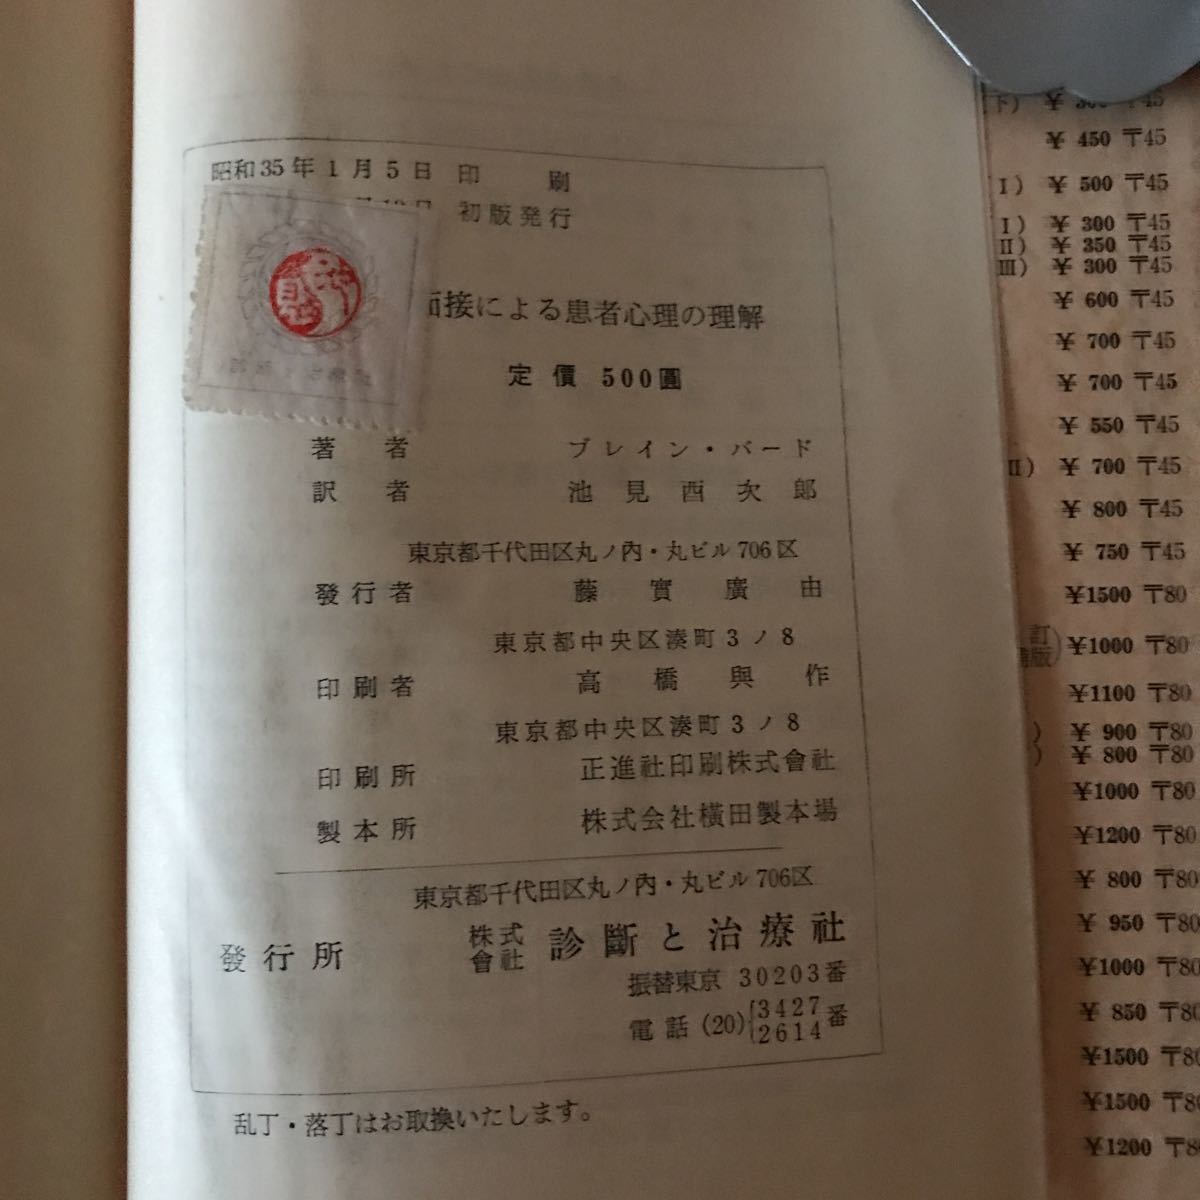 昭和35年1月5日 印 刷
初版発行
面接による患者心理の理解
定價 500圓
著者 ブレイン・バード
訳者 池見酉次郎
東京都千代田区丸ノ內・丸ビル706区
發行者 藤實廣由
東京都中央区湊町3ノ8
印刷者 高橋與作
東京都中央区湊町3ノ8
印刷所 正進社印刷株式會社
製本所 株式会社横田製本場
東京都千代田区丸ノ內・丸ビル706区
發行所 株式會社 診斷と治療社
振替東京 30203番
電話 (20) 3427 2614 番
乱丁・落丁はお取換いたします。
¥ 450 〒45
I) ¥ 500 〒45
I) ¥ 300 〒45
II) ¥ 350 〒45
III) ¥ 300 〒45
¥ 600 〒45
¥ 700 〒45
¥ 700 〒45
¥ 550 〒45
II) ¥ 700 〒45
¥ 800 〒45
¥ 750 〒45
¥1500 〒80
¥1000 〒80
¥1100 〒80
) ¥ 900 〒80
) ¥ 800 〒80
¥1000 〒80
¥1200 〒80
¥ 800 〒80
¥ 950 〒80
¥1000 〒80
¥ 850 〒80
¥1500 〒80
¥1500 〒80
¥1200 〒8